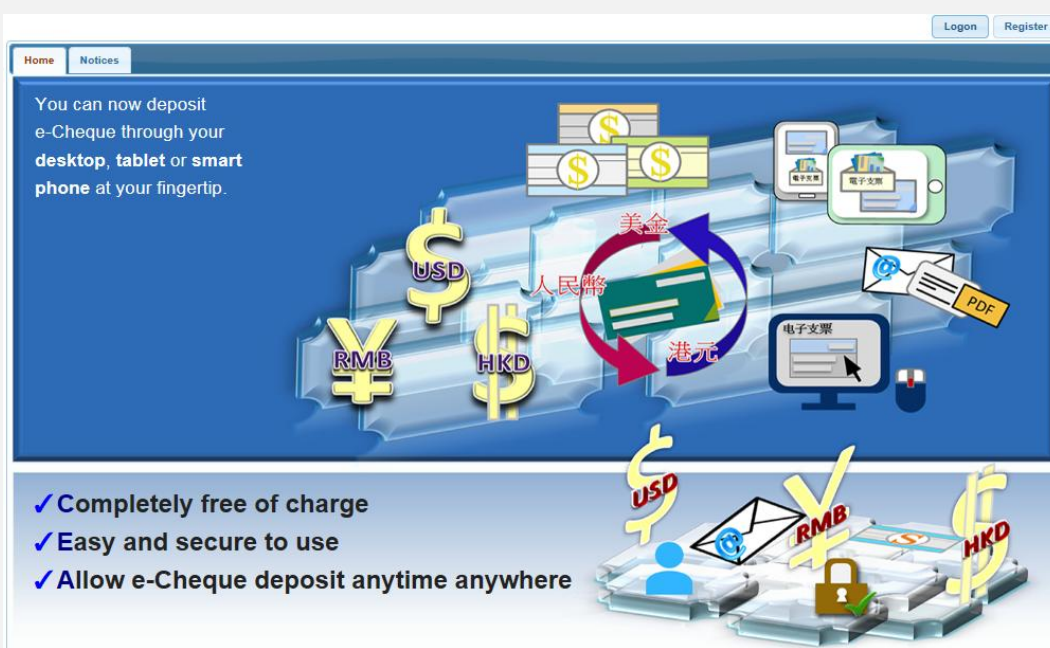 Logon
Register
Home
Notices
You can now deposit
e-Cheque through your
desktop, tablet or smart
phone at your fingertip.
$
$
$
電子支票
電子支票
美金
USD
人民幣
@
PDF
RMB
HKD
港元
电子支票
✓Completely free of charge
✓Easy and secure to use
✓Allow e-Cheque deposit anytime anywhere
USD
@
RMB
HKD